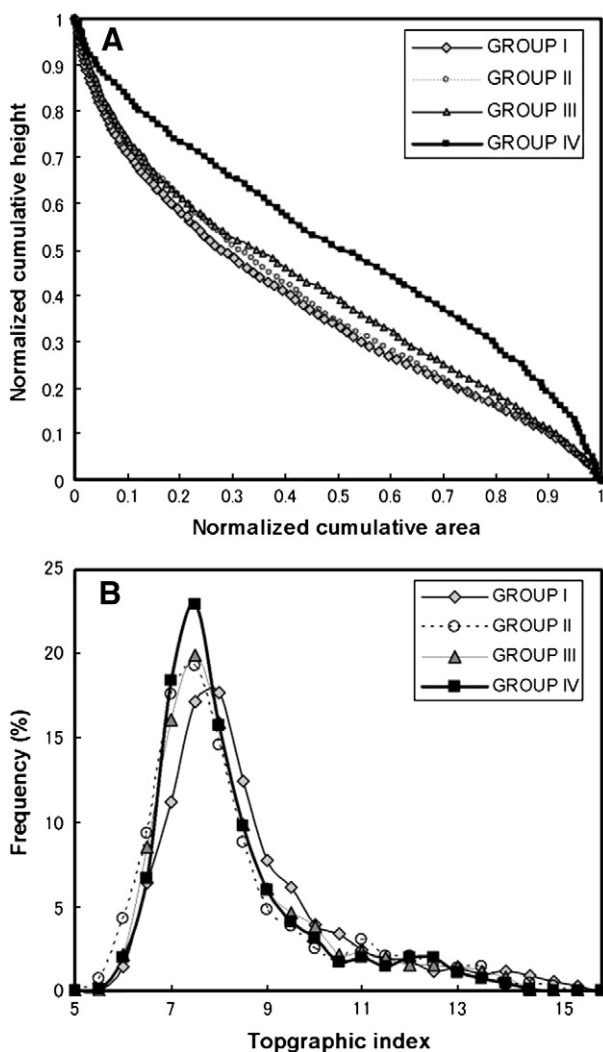 A
GROUP I
GROUP II
GROUP III
GROUP IV
1
0.9
0.8
0.7
0.6
0.5
0.4
0.3
0.2
0.1
0
Normalized cumulative height
0 0.1 0.2 0.3 0.4 0.5 0.6 0.7 0.8 0.9 1
Normalized cumulative area
B
GROUP I
GROUP II
GROUP III
GROUP IV
25
20
15
10
5
0
Frequency (%)
5 7 9 11 13 15
Topgraphic index